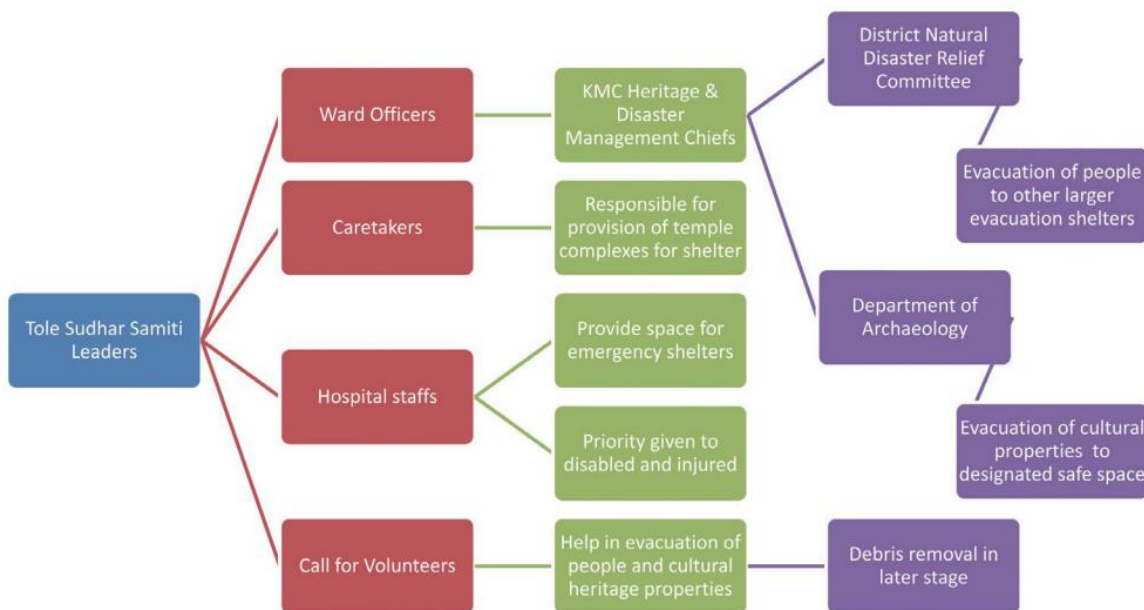 Tole Sudhar Samiti
Leaders
Ward Officers
Caretakers
Hospital staffs
Call for Volunteers
KMC Heritage &
Disaster
Management Chiefs
Responsible for
provision of temple
complexes for shelter
Provide space for
emergency shelters
Priority given to
disabled and injured
Help in evacuation of
people and cultural
heritage properties
District Natural
Disaster Relief
Committee
Evacuation of people
to other larger
evacuation shelters
Department of
Archaeology
Evacuation of cultural
properties to
designated safe space
Debris removal in
later stage